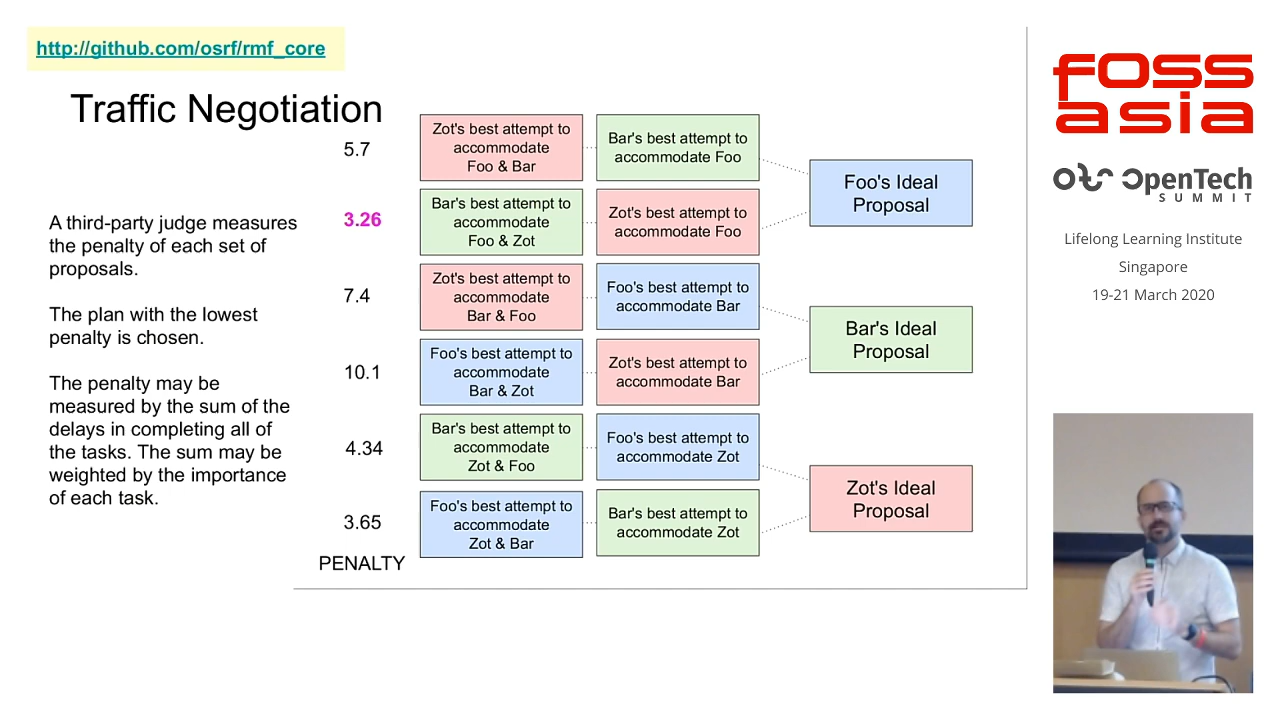 http://github.com/osrf/rmf_core
Traffic Negotiation
A third-party judge measures
the penalty of each set of
proposals.
The plan with the lowest
penalty is chosen.
The penalty may be
measured by the sum of the
delays in completing all of
the tasks. The sum may be
weighted by the importance
of each task.
5.7
3.26
7.4
10.1
4.34
3.65
PENALTY
Zot's best attempt to
accommodate
Foo & Bar
Bar's best attempt to
accommodate Foo
Bar's best attempt to
accommodate
Foo & Zot
Zot's best attempt to
accommodate Foo
Zot's best attempt to
accommodate
Bar & Foo
Foo's best attempt to
accommodate Bar
Foo's best attempt to
accommodate
Bar & Zot
Zot's best attempt to
accommodate Bar
Bar's best attempt to
accommodate
Zot & Foo
Foo's best attempt to
accommodate Zot
Foo's best attempt to
accommodate
Zot & Bar
Bar's best attempt to
accommodate Zot
Foo's Ideal
Proposal
Bar's Ideal
Proposal
Zot's Ideal
Proposal
FOSS
asia
OpenTech
SUMMIT
Lifelong Learning Institute
Singapore
19-21 March 2020